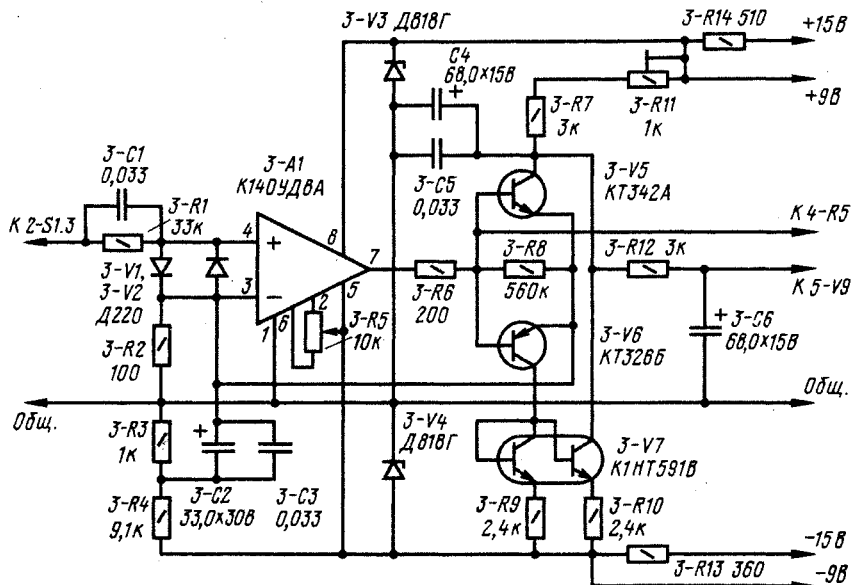 3-V3 Д818Г
3-R14 510
+15В
C4
68,0×15В
+
3-R7
3к
3-R11
1к
+9В
3-C1
0,033
3-A1
К140УД8А
3-C5
0,033
3-V5
КТ342А
К 2-S1.3
3-R1
33к
4
+
8
7
К 4-R5
3-V1,
3-V2
Д220
3
−
5
2
6
1
3-R5
10к
3-R6
200
3-R8
560к
3-R12 3к
К 5-V9
3-V6
КТ326Б
+
3-C6
68,0×15В
3-R2
100
Общ.
Общ.
3-R3
1к
+
3-C2
33,0×30В
3-C3
0,033
3-V4
Д818Г
3-V7
К1НТ591В
3-R4
9,1к
3-R9
2,4к
3-R10
2,4к
-15В
3-R13 360
-9В